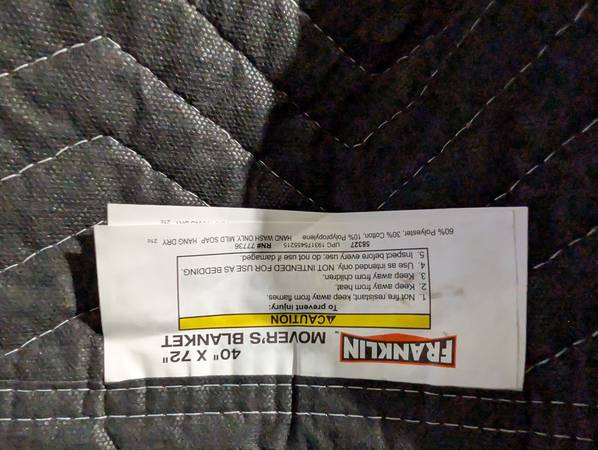 FRANKLIN
MOVER'S BLANKET
40" X 72"
CAUTION
To prevent injury:
1. Not fire resistant; keep away from flames.
2. Keep away from heat.
3. Keep away from children.
4. Use as intended only. NOT INTENDED FOR USE AS BEDDING.
5. Inspect before every use; do not use if damaged.
58327 UPC 193175455215 RN# 77736
60% Polyester, 30% Cotton, 10% Polypropylene HAND WASH ONLY, MILD SOAP, HANG DRY